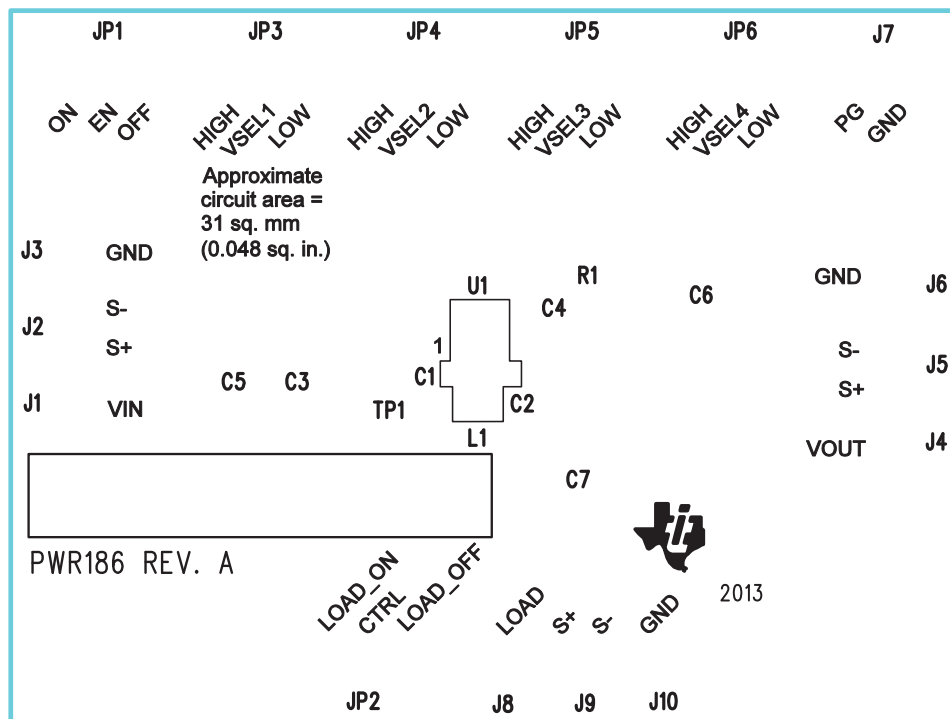 JP1 JP3 JP4 JP5 JP6 J7
ON EN OFF HIGH VSEL1 LOW HIGH VSEL2 LOW HIGH VSEL3 LOW HIGH VSEL4 LOW PG GND
Approximate
circuit area =
31 sq. mm
(0.048 sq. in.)
J3 GND
R1
GND J6
U1
C4
C6
S-
J2
S+
1
S-
J5
S+
C5 C3 C1
J1 VIN
TP1
C2
L1
VOUT J4
C7
PWR186 REV. A
LOAD_ON CTRL LOAD_OFF
LOAD S+ S- GND
2013
JP2 J8 J9 J10